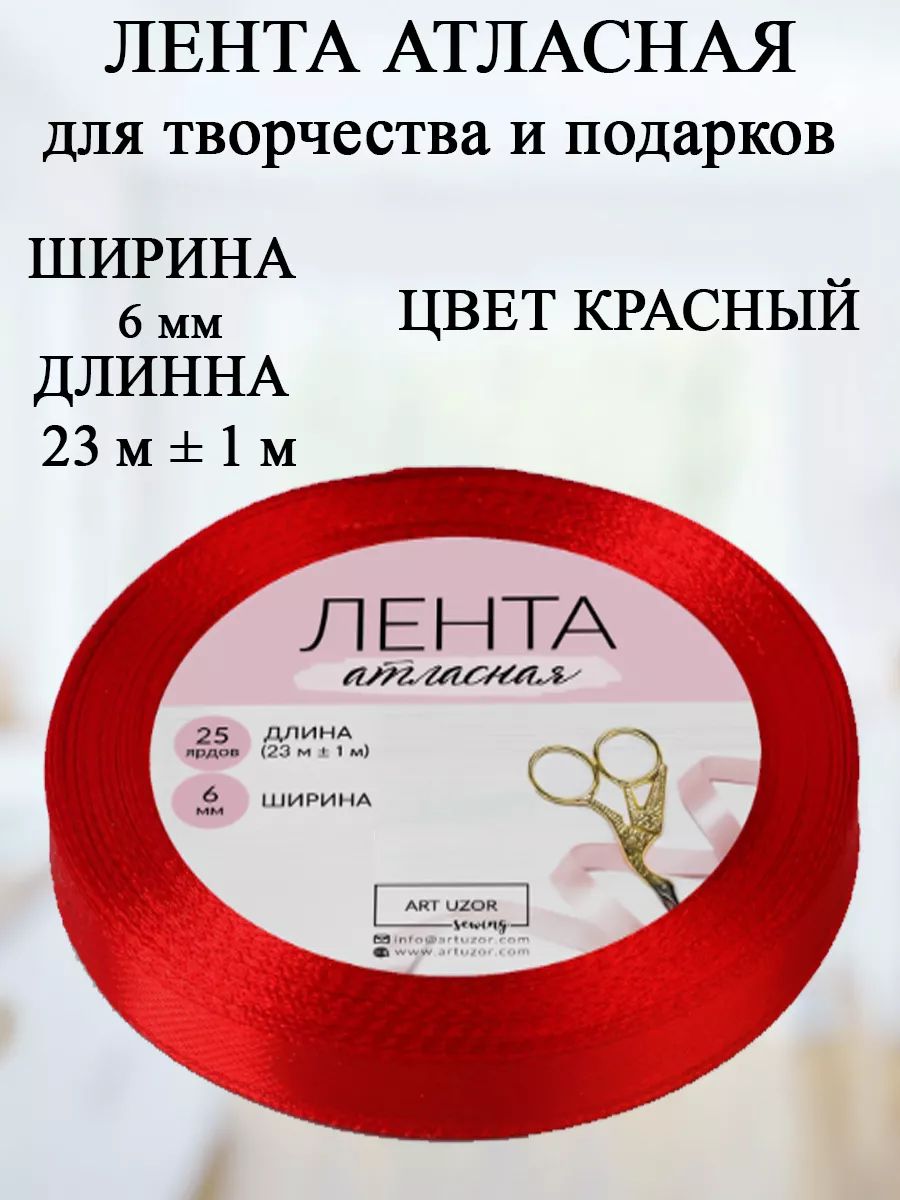 ЛЕНТА АТЛАСНАЯ
для творчества и подарков
ШИРИНА
6 мм
ДЛИННА
23 м ± 1 м
ЦВЕТ КРАСНЫЙ
ЛЕНТА
атласная
25
ярдов
ДЛИНА
(23 м ± 1 м)
6
мм
ШИРИНА
ART UZOR
sewing
info@artuzor.com
www.artuzor.com